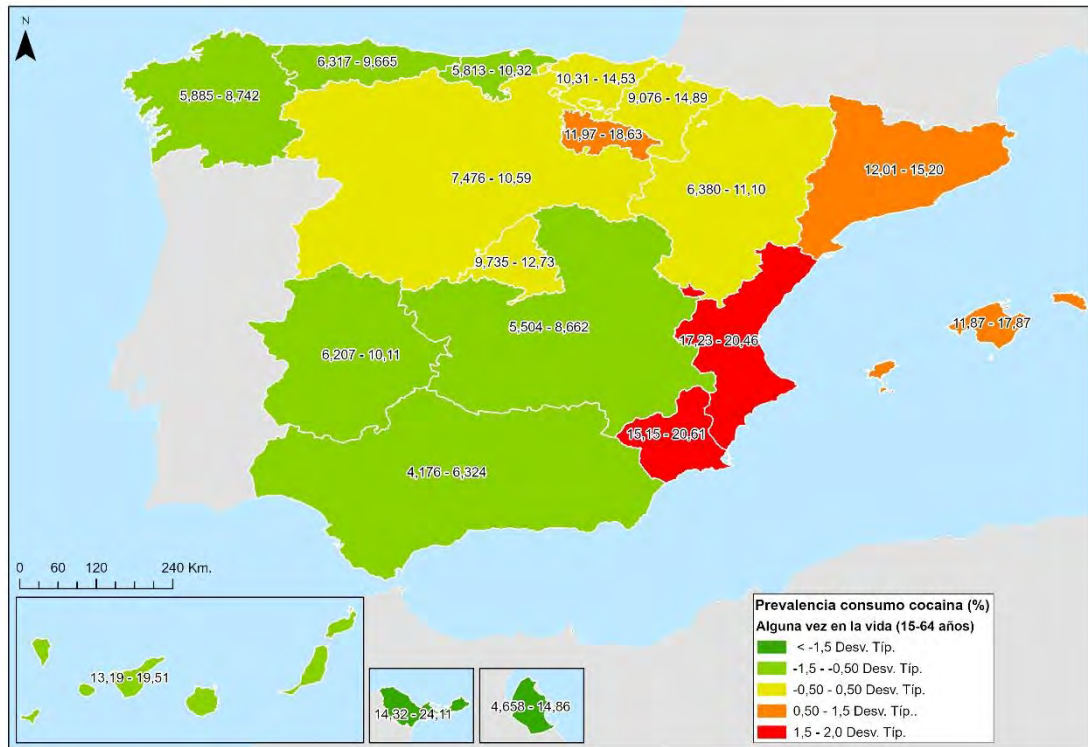 N
6,317 - 9,665
5,813 - 10,32
10,31 - 14,53
5,885 - 8,742
9,076 - 14,89
11,97 - 18,63
12,01 - 15,20
7,476 - 10,59
6,380 - 11,10
9,735 - 12,73
5,504 - 8,662
11,87 - 17,87
17,23 - 20,46
6,207 - 10,11
15,15 - 20,61
4,176 - 6,324
0 60 120 240 Km.
13,19 - 19,51
14,32 - 24,11
4,658 - 14,86
Prevalencia consumo cocaina (%)
Alguna vez en la vida (15-64 años)
< -1,5 Desv. Típ.
-1,5 - -0,50 Desv. Típ.
-0,50 - 0,50 Desv. Típ.
0,50 - 1,5 Desv. Típ..
1,5 - 2,0 Desv. Típ.